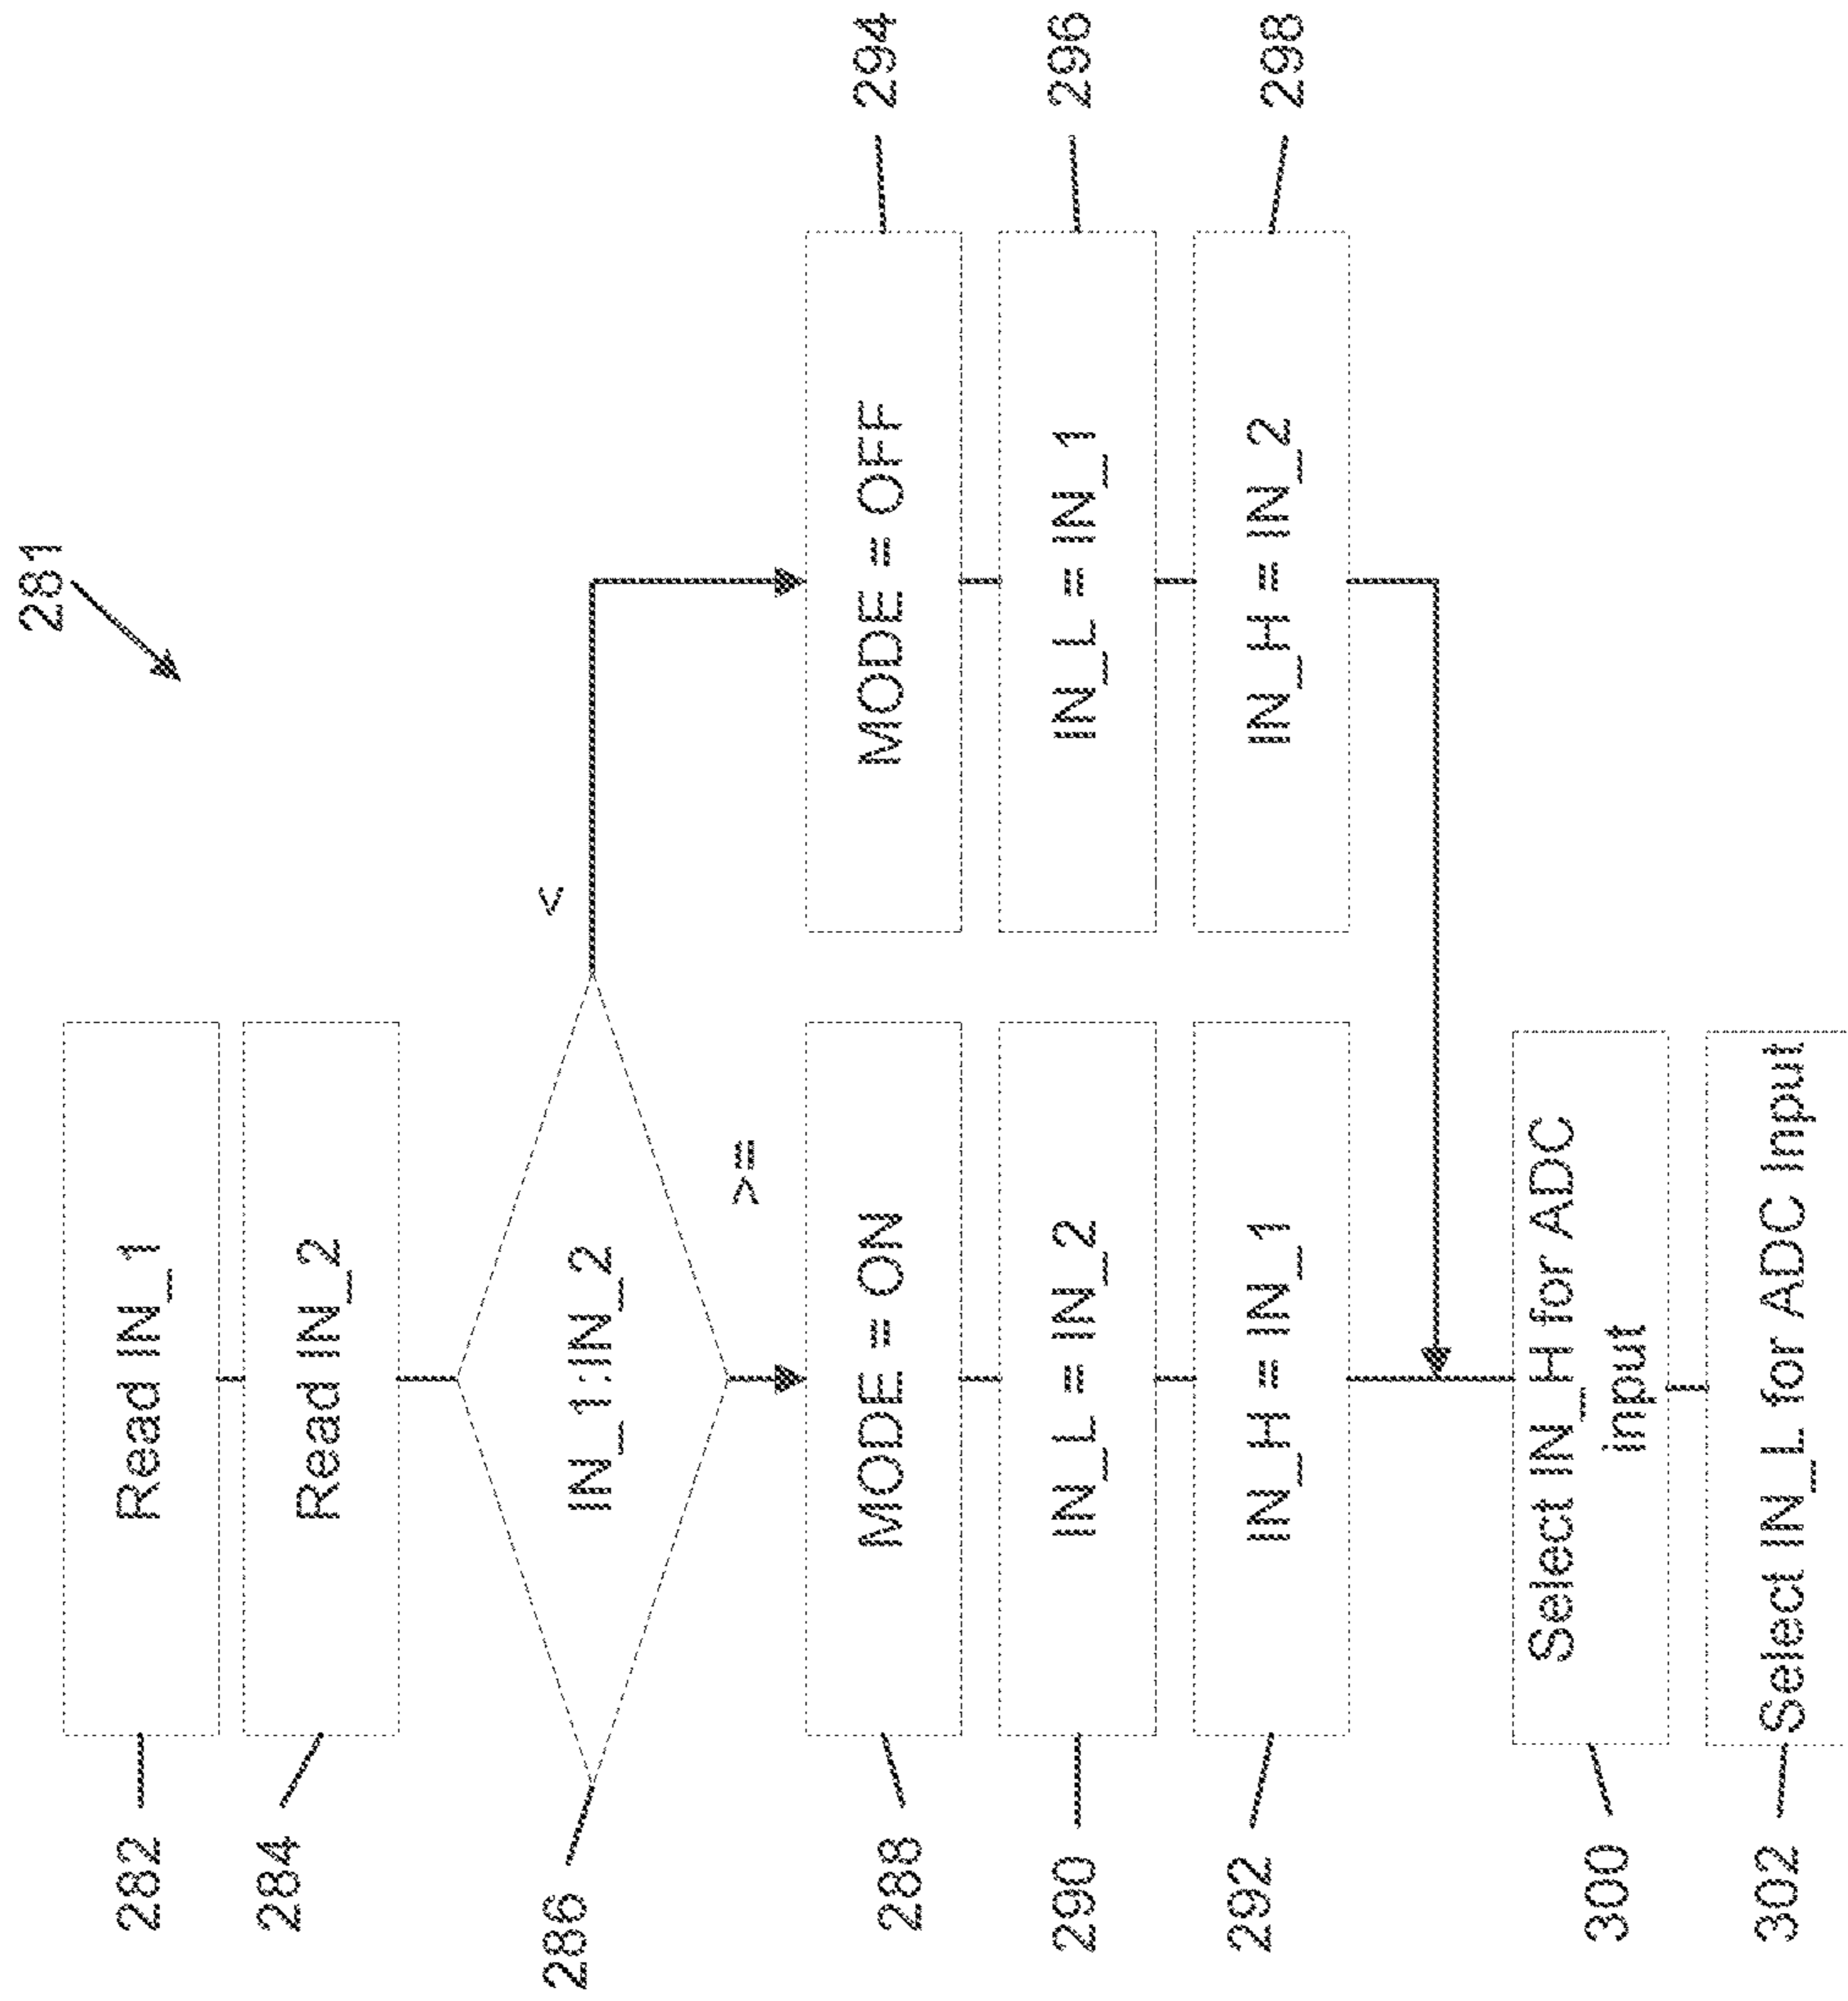 281
282
Read IN_1
284
Read IN_2
286
IN_1:IN_2
<
>=
288
MODE = ON
290
IN_L = IN_2
292
IN_H = IN_1
MODE = OFF
294
IN_L = IN_1
296
IN_H = IN_2
298
300
Select IN_H for ADC
input
302
Select IN_L for ADC Input